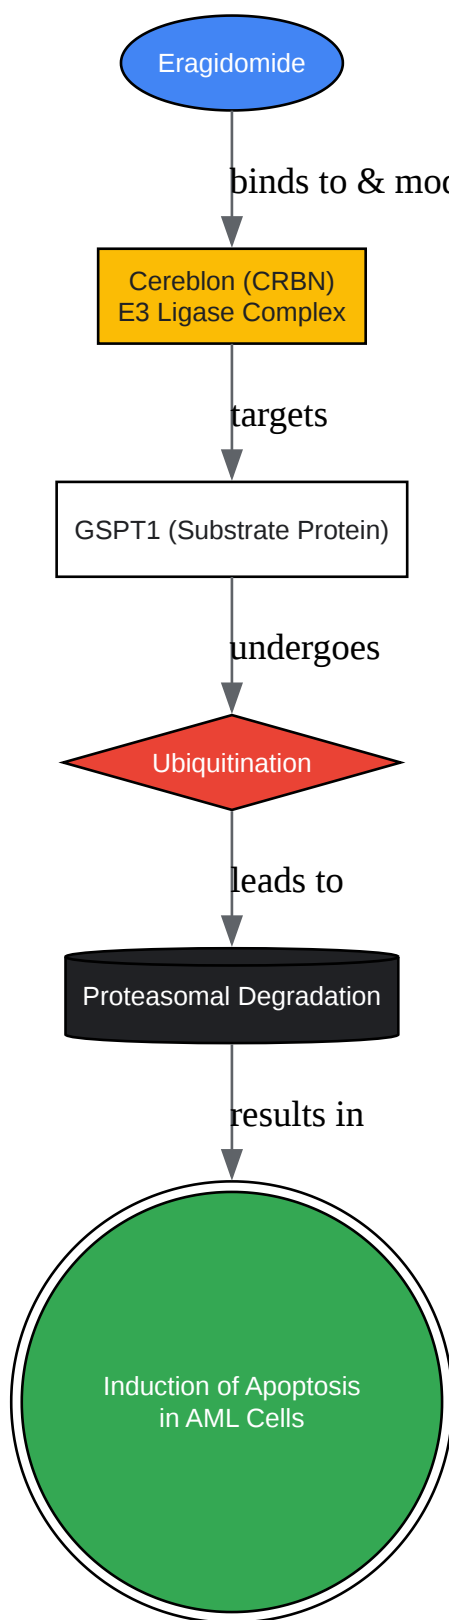 Eragidomide
binds to &
Cereblon (CRBN)
E3 Ligase Complex
targets
GSPT1 (Substrate Protein)
undergoes
Ubiquitination
leads to
Proteasomal Degradation
results in
Induction of Apoptosis
in AML Cells